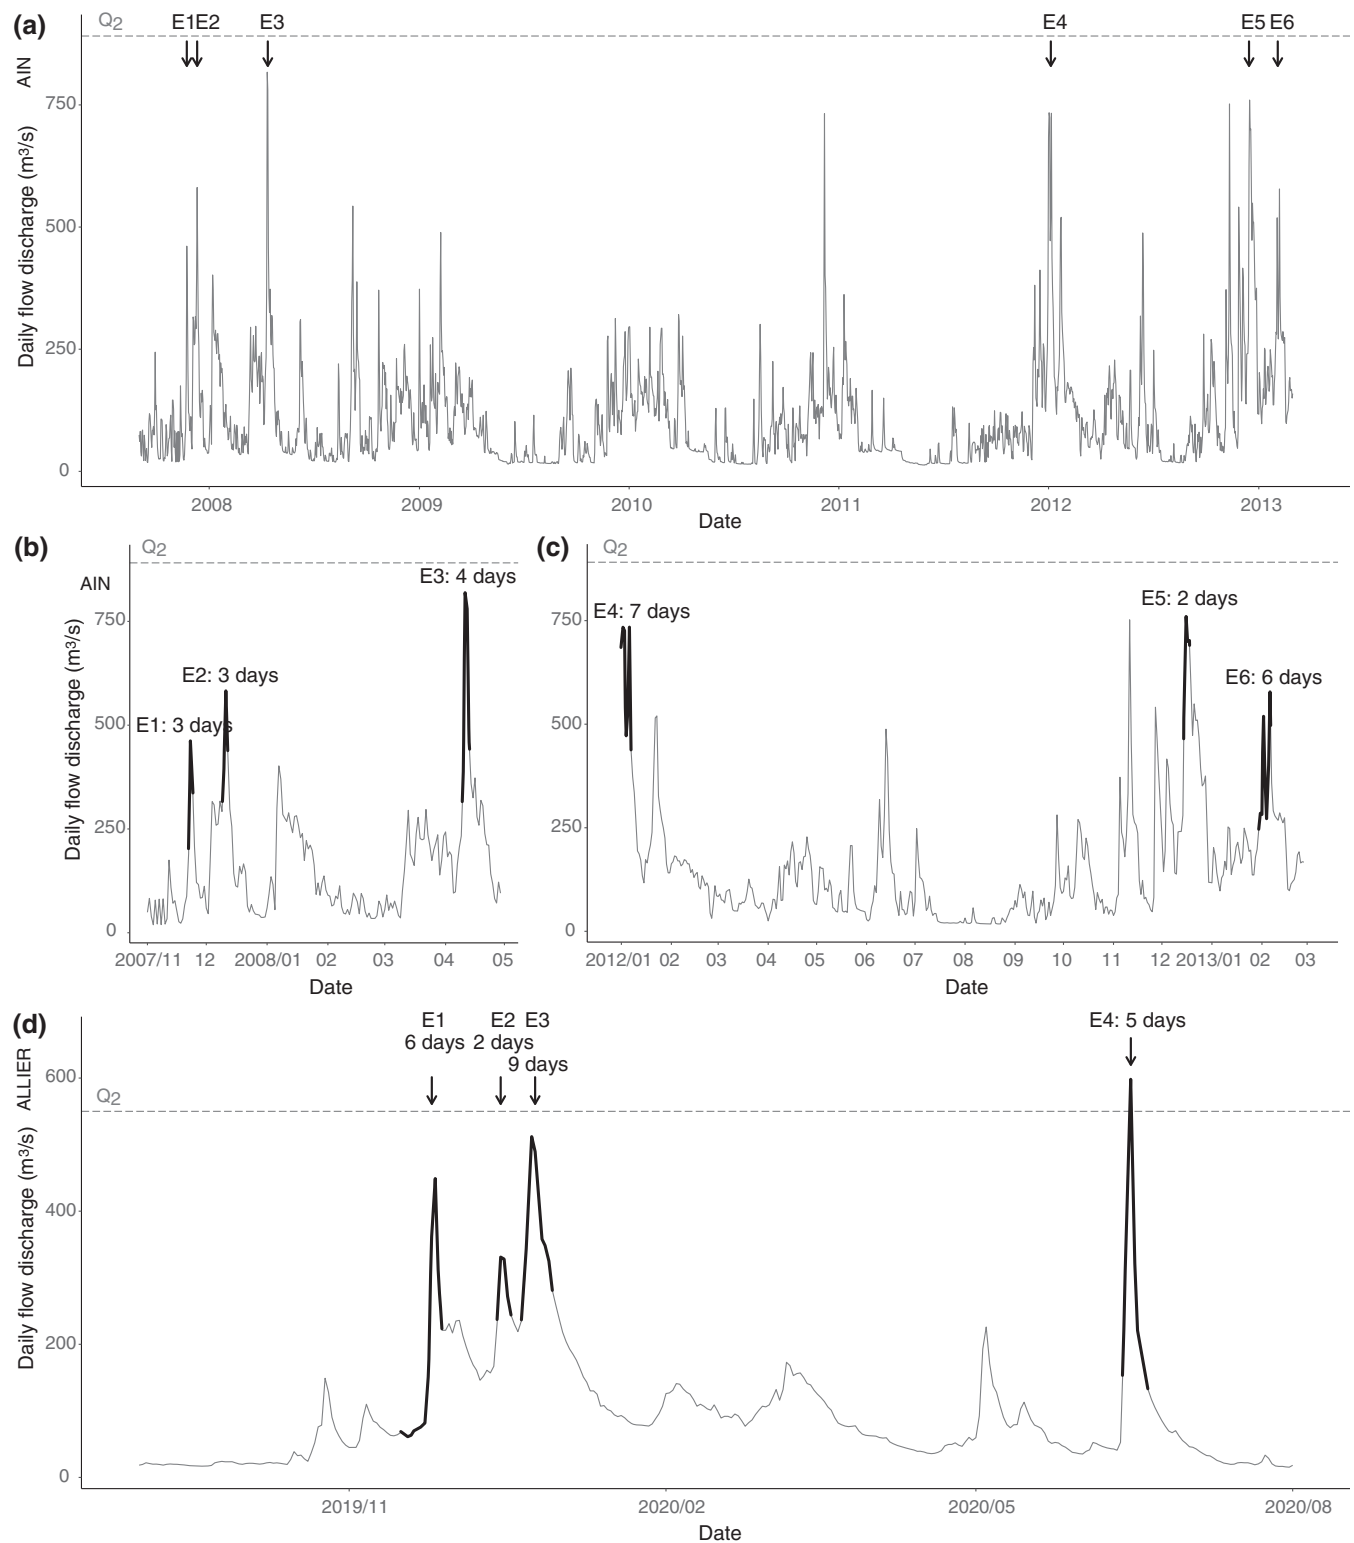 (a)
Q2
E1 E2 E3 E4 E5 E6
AIN
Daily flow discharge (m3/s)
750
500
250
0
2008 2009 2010 2011 2012 2013
Date
(b)
Q2
AIN
Daily flow discharge (m3/s)
E3: 4 days
E2: 3 days
E1: 3 days
750
500
250
0
2007/11 12 2008/01 02 03 04 05
Date
(c)
Q2
E4: 7 days
E5: 2 days
E6: 6 days
750
500
250
0
2012/01 02 03 04 05 06 07 08 09 10 11 12 2013/01 02 03
Date
(d)
E1 E2 E3 E4: 5 days
6 days 2 days
9 days
ALLIER
Q2
Daily flow discharge (m3/s)
600
400
200
0
2019/11 2020/02 2020/05 2020/08
Date